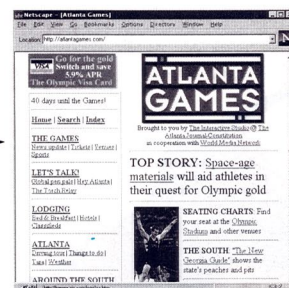 Netscape - [Atlanta Games]
File Edit View Go Bookmarks Options Directory Window Help
Location: http://atlantagames.com/
Go for the gold
Switch and save
5.9% APR
The Olympic Visa Card
40 days until the Games!
Home | Search | Index
THE GAMES
News update | Tickets | Venues |
Sports
LET'S TALK!
Global pen pals | Hey Atlanta |
The Torch Relay
LODGING
Bed & Breakfast | Hotels |
Classifieds
ATLANTA
Driving tour | Things to do |
Tara | Weather
AROUND THE SOUTH
ATLANTA
GAMES
Brought to you by The Interactive Studio @ The
Atlanta Journal-Constitution
in cooperation with World Media Network
TOP STORY: Space-age
materials will aid athletes in
their quest for Olympic gold
SEATING CHARTS: Find
your seat at the Olympic
Stadium and other venues
THE SOUTH: "The New
Georgia Guide" shows the
state's peaches and pits